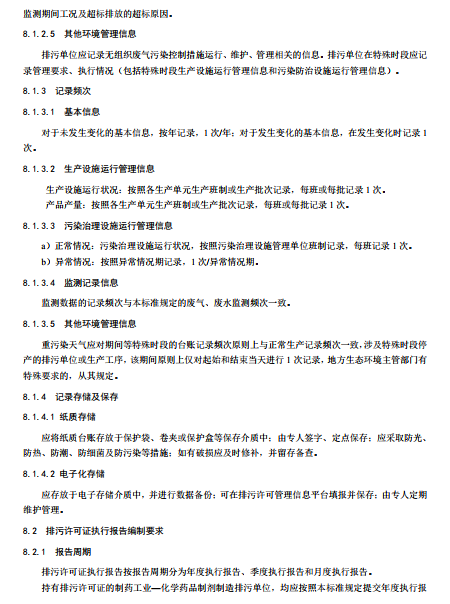 监测期间工况及超标排放的超标原因。
8.1.2.5 其他环境管理信息
排污单位应记录无组织废气污染控制措施运行、维护、管理相关的信息。排污单位在特殊时段应记
录管理要求、执行情况（包括特殊时段生产设施运行管理信息和污染防治设施运行管理信息）。
8.1.3 记录频次
8.1.3.1 基本信息
对于未发生变化的基本信息，按年记录，1 次/年；对于发生变化的基本信息，在发生变化时记录 1
次。
8.1.3.2 生产设施运行管理信息
生产设施运行状况：按照各生产单元生产班制或生产批次记录，每班或每批记录 1 次。
产品产量：按照各生产单元生产班制或生产批次记录，每班或每批记录 1 次。
8.1.3.3 污染治理设施运行管理信息
a）正常情况：污染治理设施运行状况，按照污染治理设施管理单位班制记录，每班记录 1 次。
b）异常情况：按照异常情况期记录，1 次/异常情况期。
8.1.3.4 监测记录信息
监测数据的记录频次与本标准规定的废气、废水监测频次一致。
8.1.3.5 其他环境管理信息
重污染天气应对期间等特殊时段的台账记录频次原则上与正常生产记录频次一致，涉及特殊时段停
产的排污单位或生产工序，该期间原则上仅对起始和结束当天进行 1 次记录，地方生态环境主管部门有
特殊要求的，从其规定。
8.1.4 记录存储及保存
8.1.4.1 纸质存储
应将纸质台账存放于保护袋、卷夹或保护盒等保存介质中；由专人签字、定点保存；应采取防光、
防热、防潮、防细菌及防污染等措施；如有破损应及时修补，并留存备查。
8.1.4.2 电子化存储
应存放于电子存储介质中，并进行数据备份；可在排污许可管理信息平台填报并保存；由专人定期
维护管理。
8.2 排污许可证执行报告编制要求
8.2.1 报告周期
排污许可证执行报告按报告周期分为年度执行报告、季度执行报告和月度执行报告。
持有排污许可证的制药工业—化学药品制剂制造排污单位，均应按照本标准规定提交年度执行报